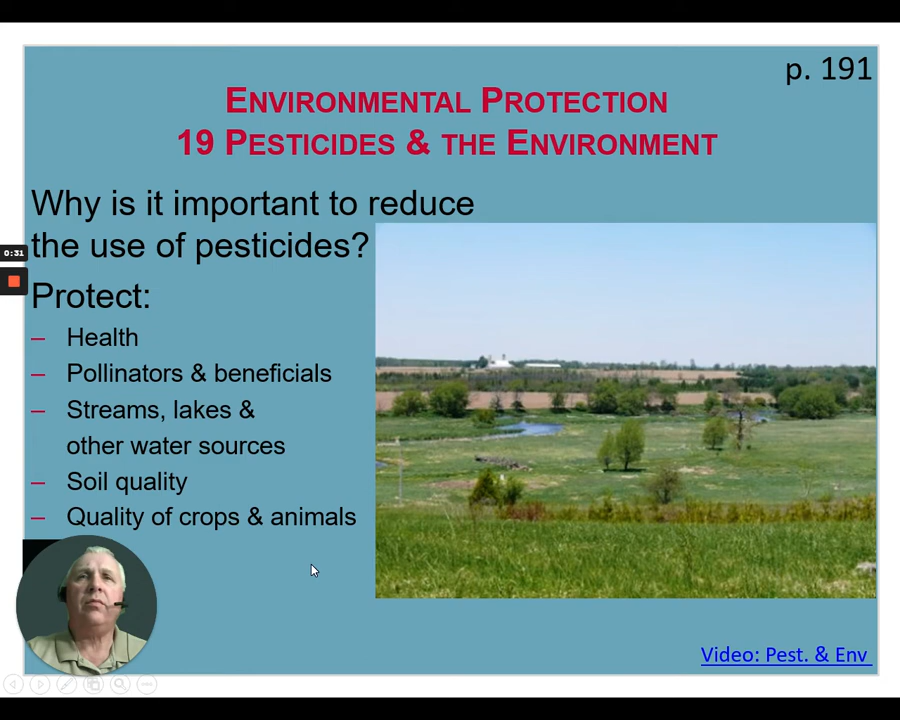 p. 191
ENVIRONMENTAL PROTECTION
19 PESTICIDES & THE ENVIRONMENT
Why is it important to reduce
the use of pesticides?
0:31
Protect:
– Health
– Pollinators & beneficials
– Streams, lakes &
other water sources
– Soil quality
– Quality of crops & animals
Video: Pest. & Env